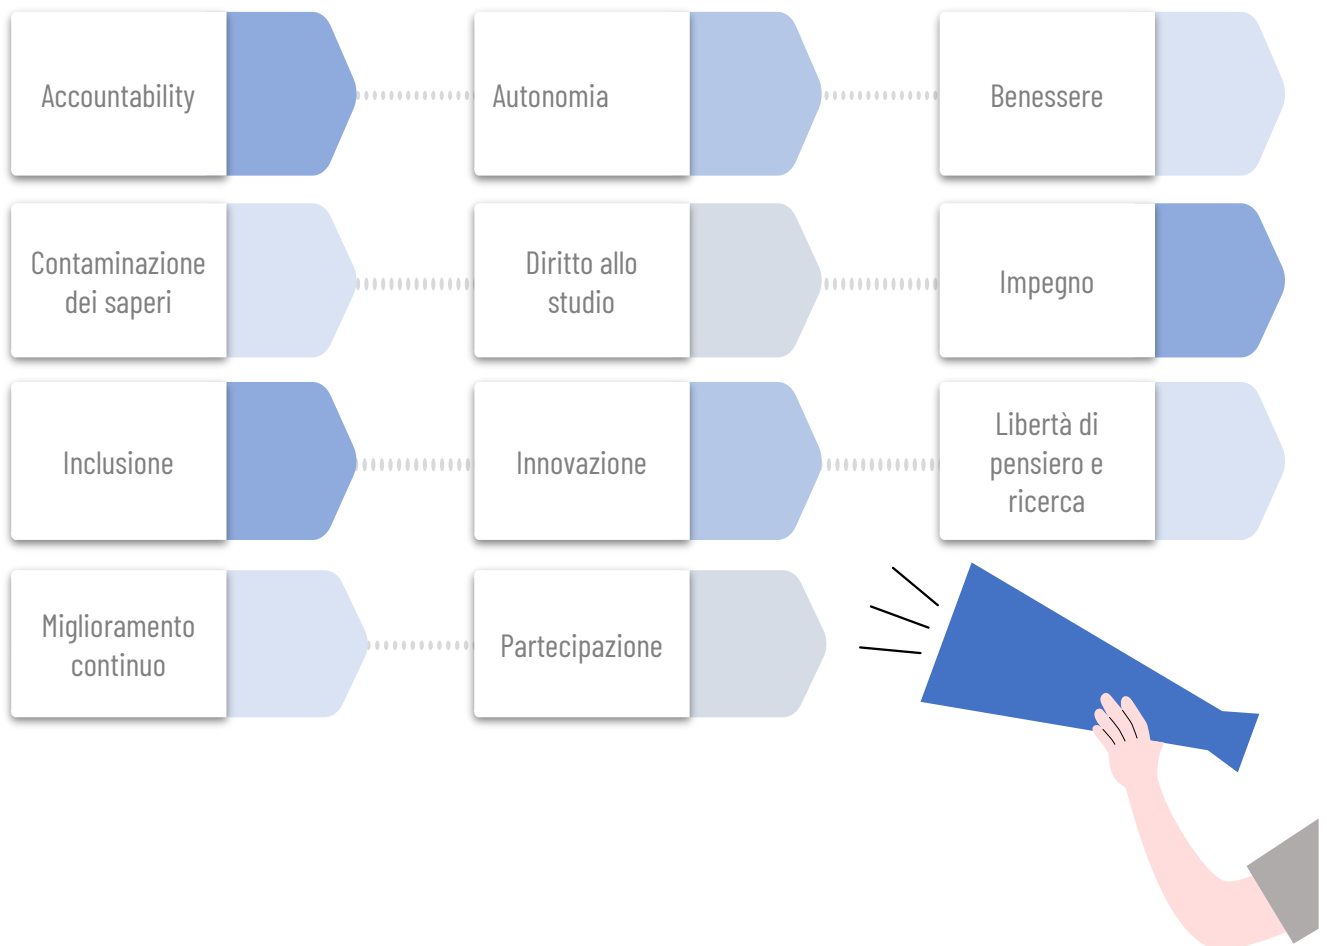 Accountability
Autonomia
Benessere
Contaminazione
dei saperi
Diritto allo
studio
Impegno
Inclusione
Innovazione
Libertà di
pensiero e
ricerca
Miglioramento
continuo
Partecipazione